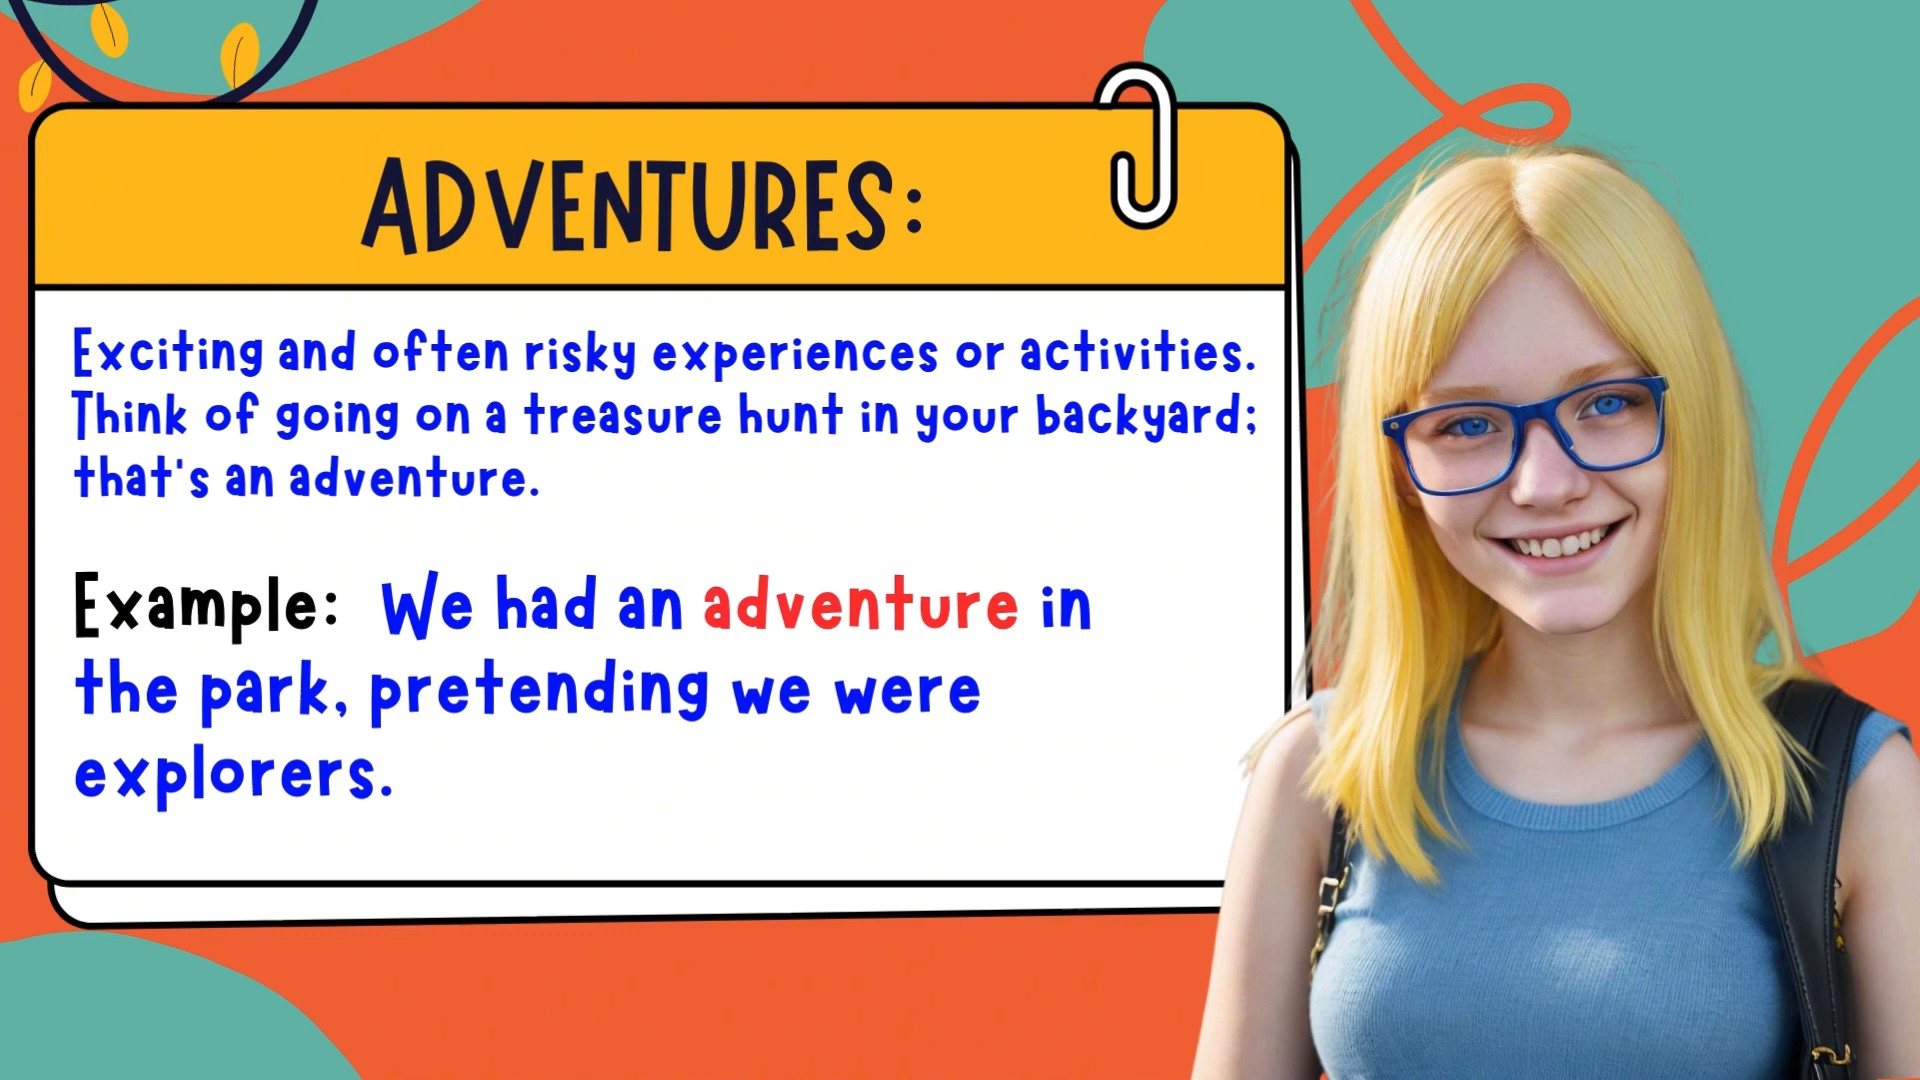 ADVENTURES:
Exciting and often risky experiences or activities.
Think of going on a treasure hunt in your backyard;
that's an adventure.
Example: We had an adventure in
the park, pretending we were
explorers.